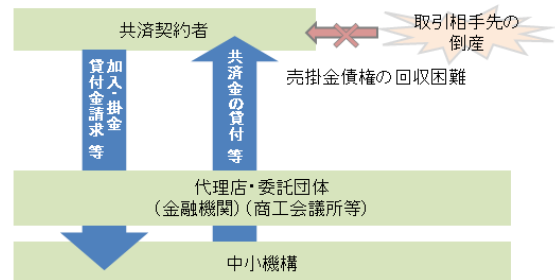 共済契約者
取引相手先の
倒産
売掛金債権の回収困難
加入・掛金
貸付金請求 等
共済金の貸付 等
代理店・委託団体
(金融機関)(商工会議所等)
中小機構